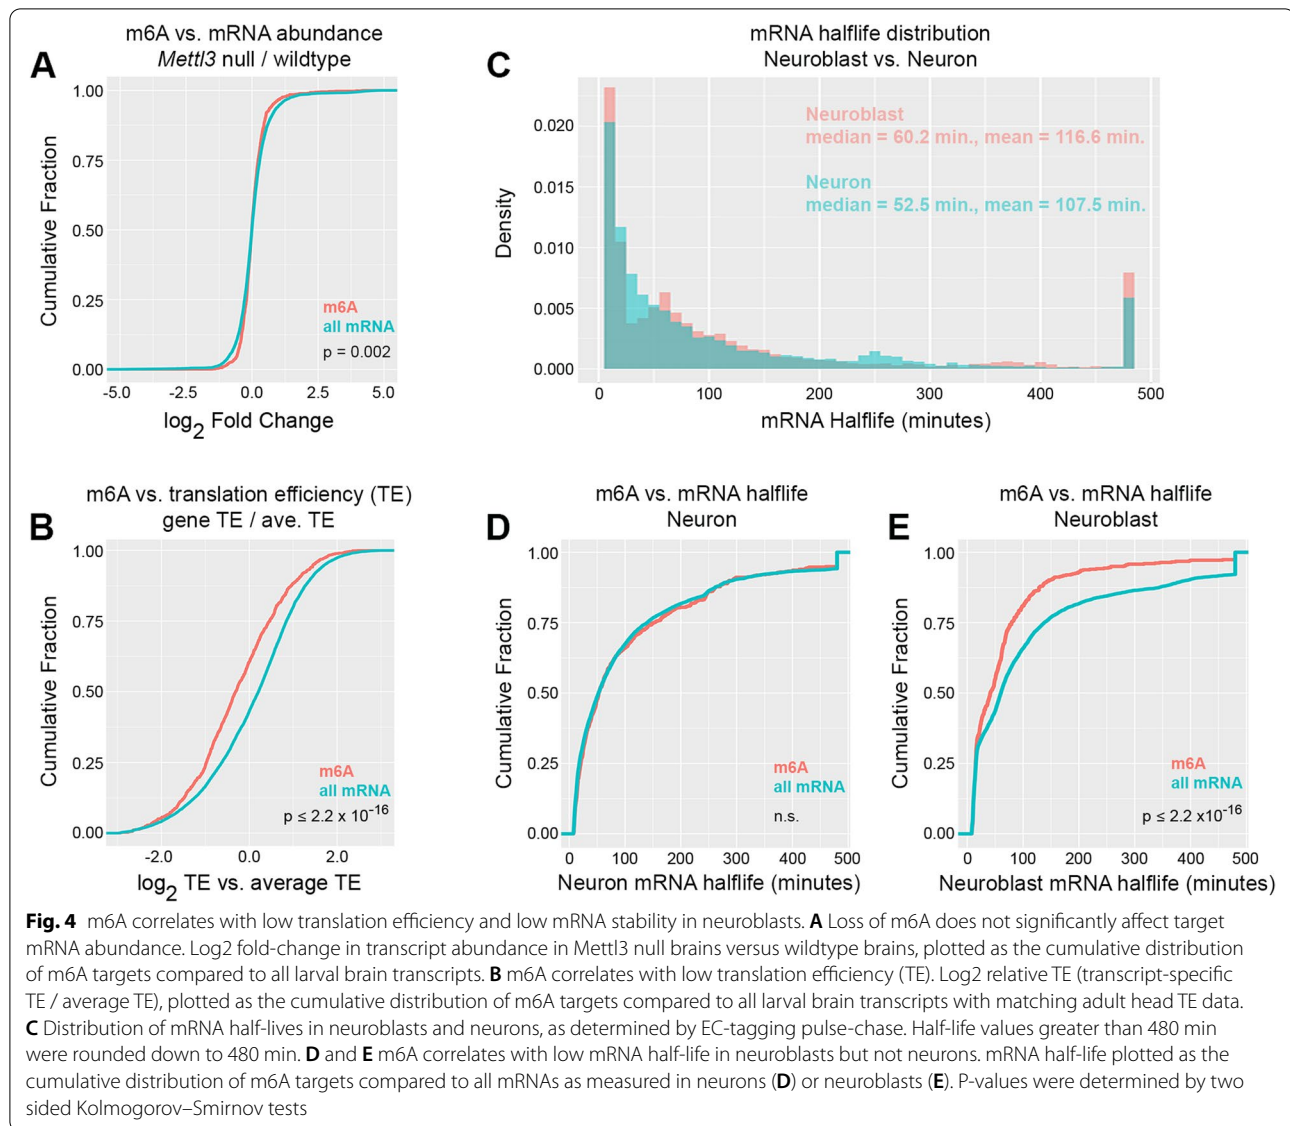 A
m6A vs. mRNA abundance
Mettl3 null / wildtype
Cumulative Fraction
1.00
0.75
0.50
0.25
0.00
m6A
all mRNA
p = 0.002
-5.0 -2.5 0.0 2.5 5.0
log2 Fold Change
C
mRNA halflife distribution
Neuroblast vs. Neuron
Density
0.020
0.015
0.010
0.005
0.000
Neuroblast
median = 60.2 min., mean = 116.6 min.
Neuron
median = 52.5 min., mean = 107.5 min.
0 100 200 300 400 500
mRNA Halflife (minutes)
B
m6A vs. translation efficiency (TE)
gene TE / ave. TE
Cumulative Fraction
1.00
0.75
0.50
0.25
0.00
m6A
all mRNA
p ≤ 2.2 x 10⁻¹⁶
-2.0 0.0 2.0
log2 TE vs. average TE
D
m6A vs. mRNA halflife
Neuron
Cumulative Fraction
1.00
0.75
0.50
0.25
0.00
m6A
all mRNA
n.s.
0 100 200 300 400 500
Neuron mRNA halflife (minutes)
E
m6A vs. mRNA halflife
Neuroblast
Cumulative Fraction
1.00
0.75
0.50
0.25
0.00
m6A
all mRNA
p ≤ 2.2 x10⁻¹⁶
0 100 200 300 400 500
Neuroblast mRNA halflife (minutes)
Fig. 4 m6A correlates with low translation efficiency and low mRNA stability in neuroblasts. A Loss of m6A does not significantly affect target
mRNA abundance. Log2 fold-change in transcript abundance in Mettl3 null brains versus wildtype brains, plotted as the cumulative distribution
of m6A targets compared to all larval brain transcripts. B m6A correlates with low translation efficiency (TE). Log2 relative TE (transcript-specific
TE / average TE), plotted as the cumulative distribution of m6A targets compared to all larval brain transcripts with matching adult head TE data.
C Distribution of mRNA half-lives in neuroblasts and neurons, as determined by EC-tagging pulse-chase. Half-life values greater than 480 min
were rounded down to 480 min. D and E m6A correlates with low mRNA half-life in neuroblasts but not neurons. mRNA half-life plotted as the
cumulative distribution of m6A targets compared to all mRNAs as measured in neurons (D) or neuroblasts (E). P-values were determined by two
sided Kolmogorov–Smirnov tests